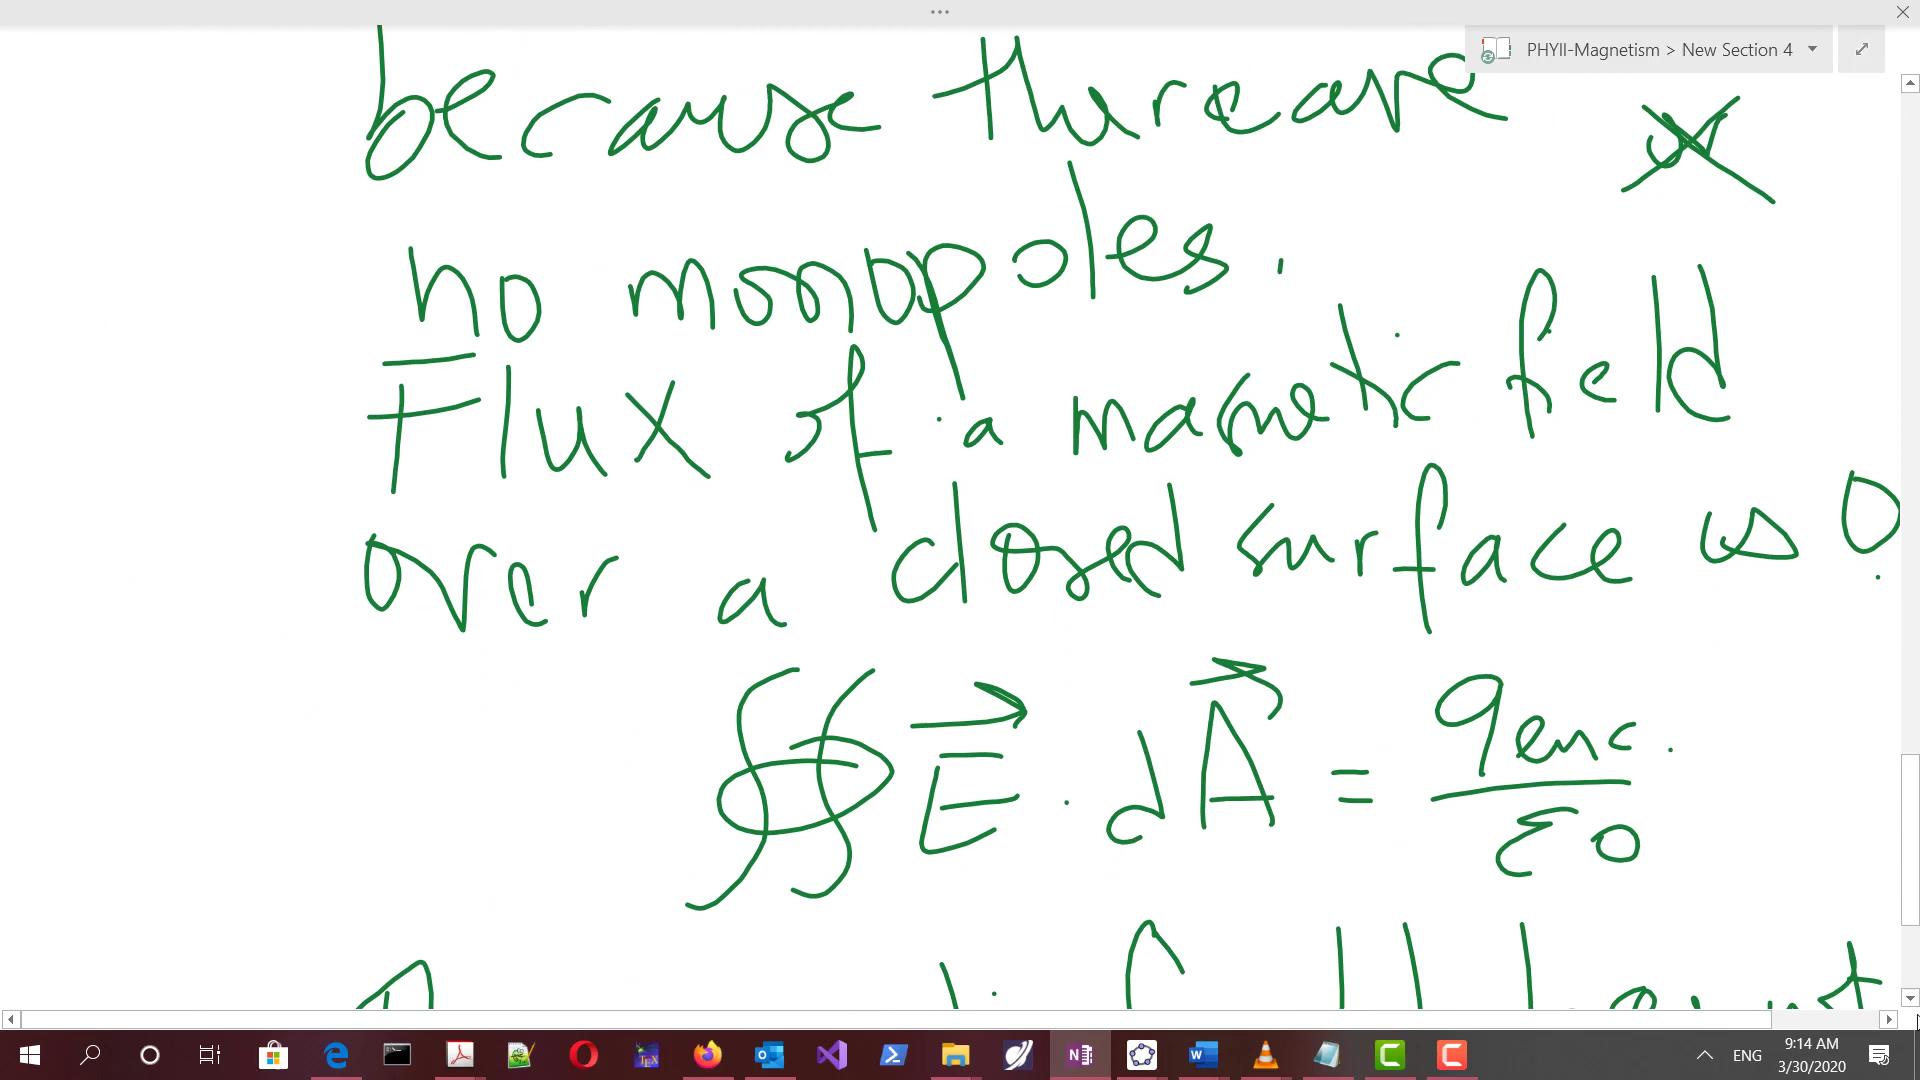 PHYII-Magnetism > New Section 4
because there are
no monopoles.
Flux of a magnetic field
over a closed surface is 0.
∯ E⃗ · dA⃗ = qenc. / ε0
ENG
9:14 AM
3/30/2020